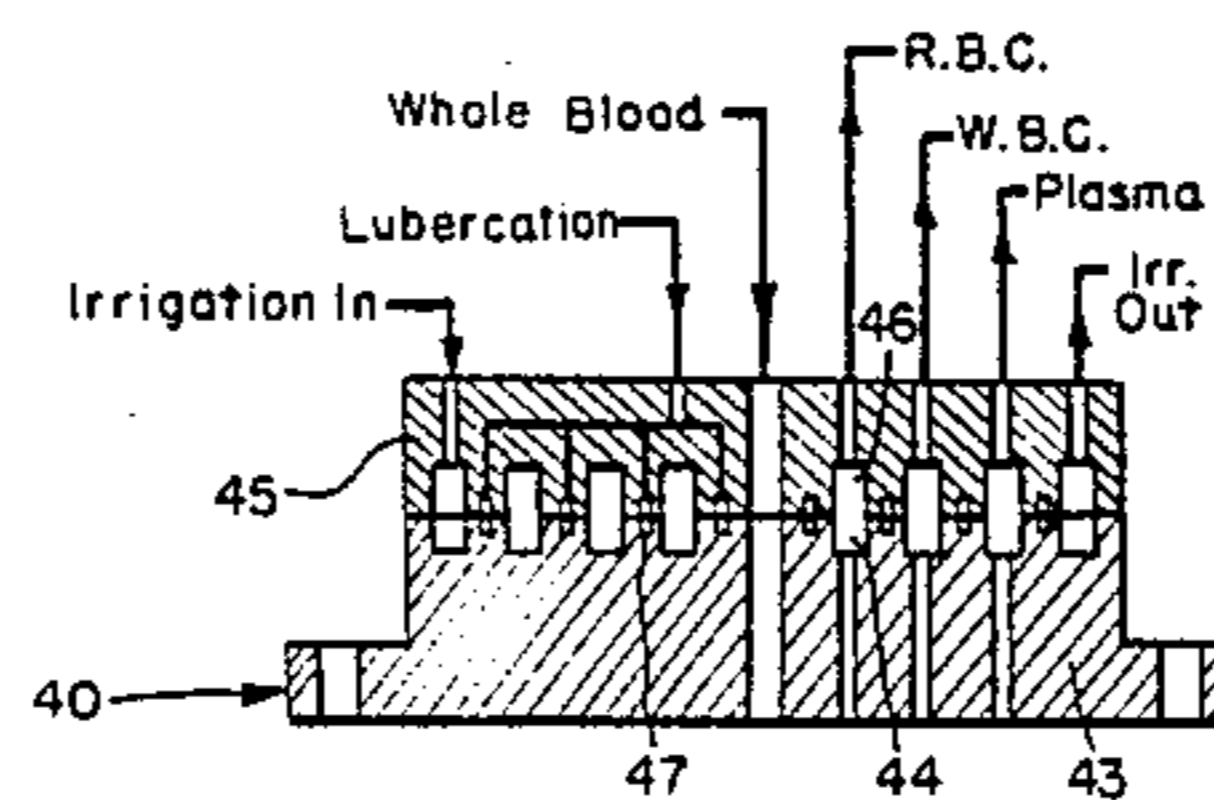 R.B.C.
Whole Blood
W.B.C.
Plasma
Lubercation
Irr.
Out
Irrigation In
46
45
40
47
44
43